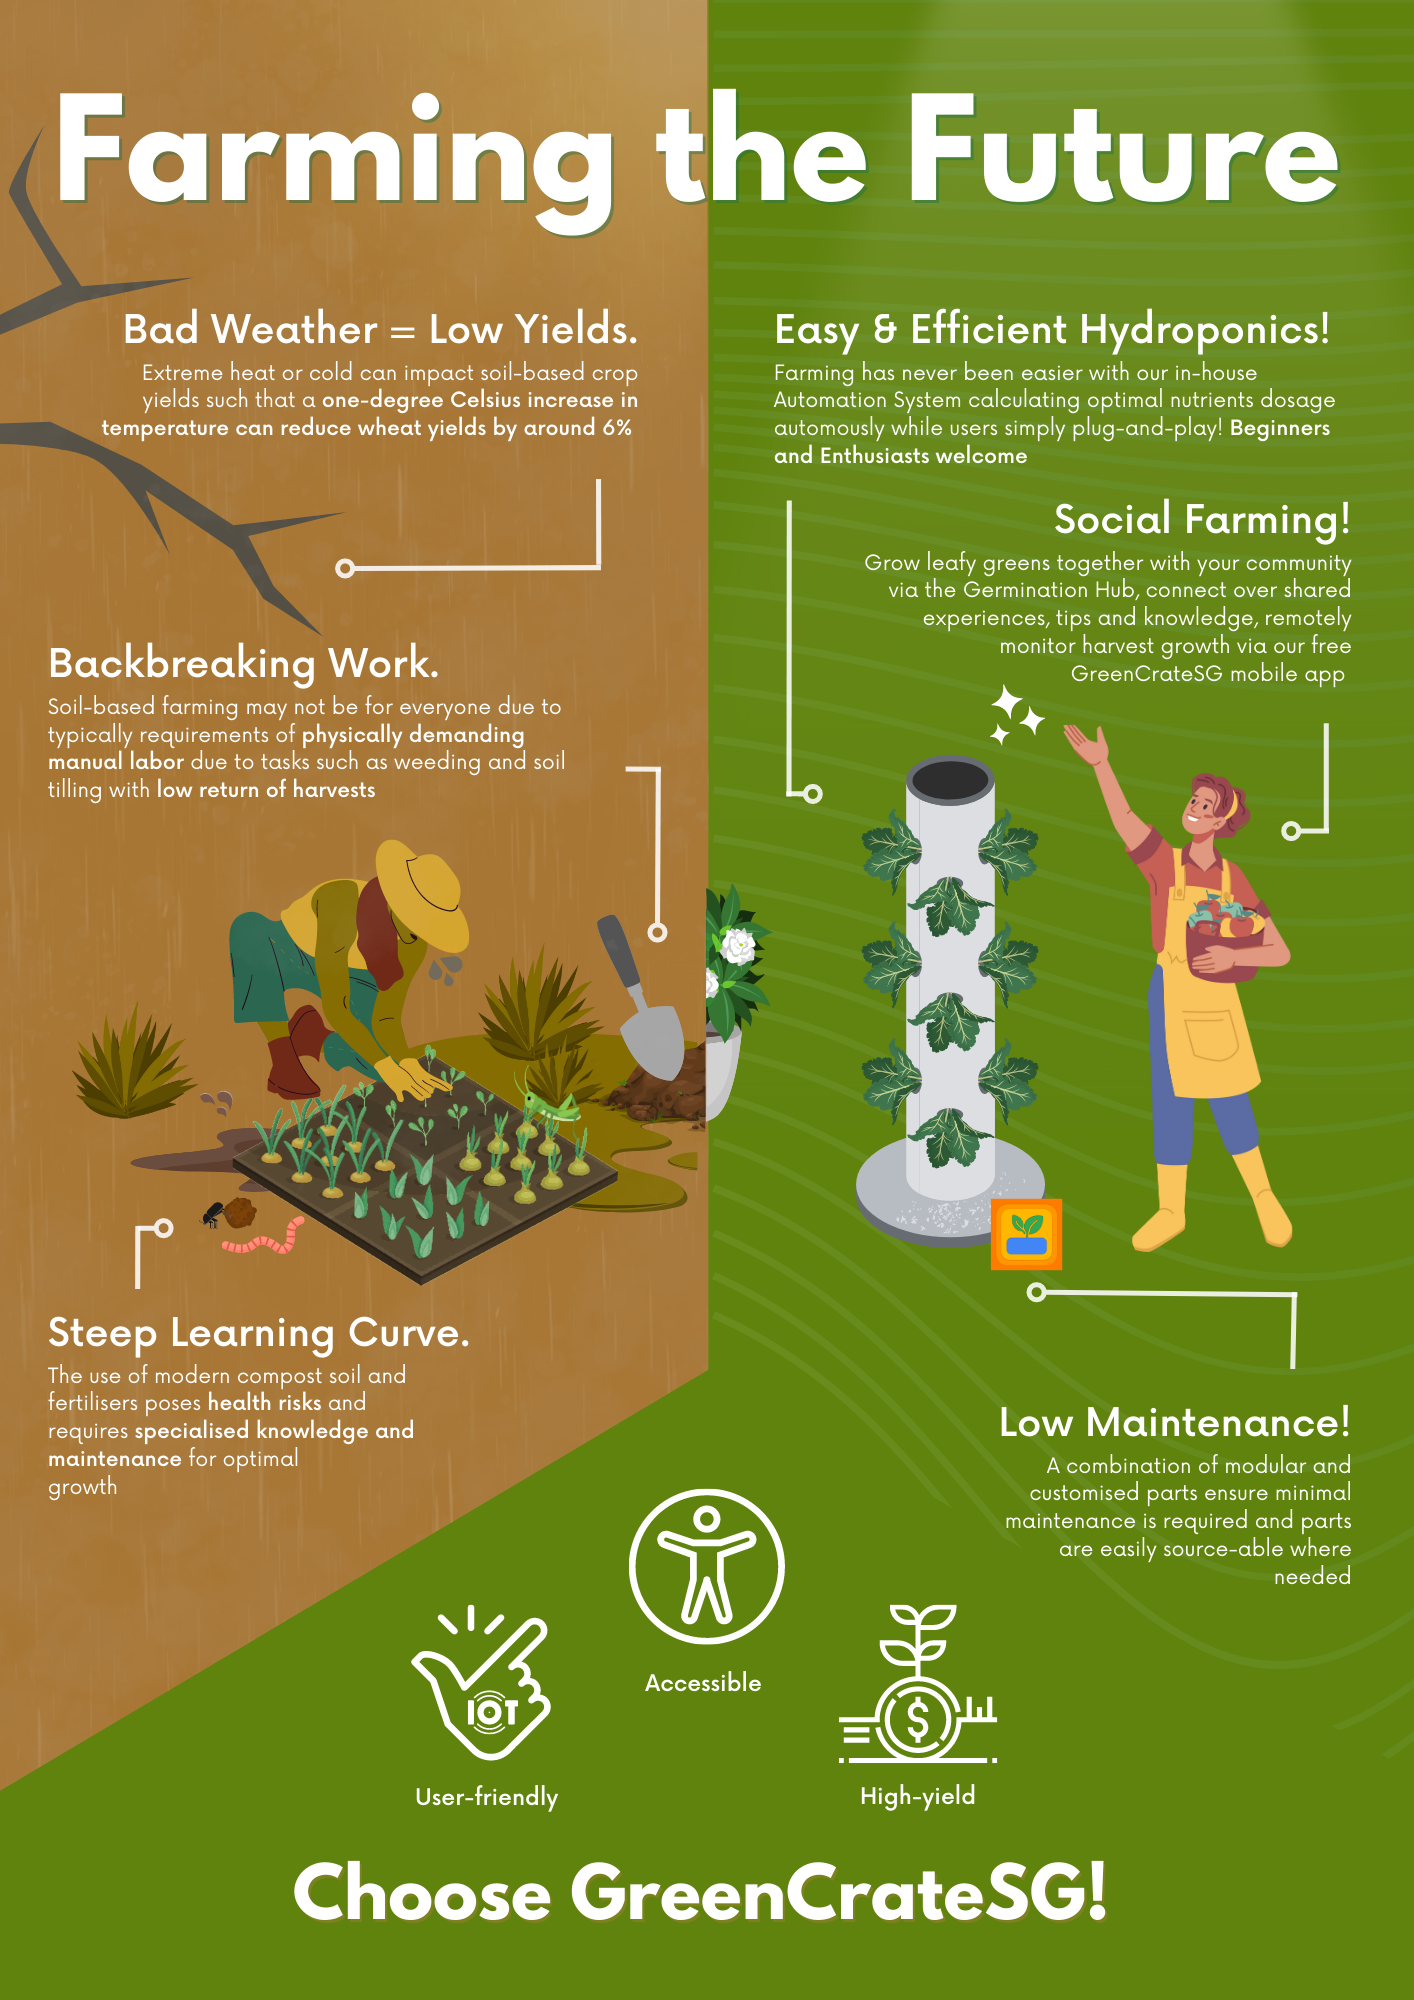 Farming the Future
Bad Weather = Low Yields.
Extreme heat or cold can impact soil-based crop
yields such that a one-degree Celsius increase in
temperature can reduce wheat yields by around 6%
Backbreaking Work.
Soil-based farming may not be for everyone due to
typically requirements of physically demanding
manual labor due to tasks such as weeding and soil
tilling with low return of harvests
Steep Learning Curve.
The use of modern compost soil and
fertilisers poses health risks and
requires specialised knowledge and
maintenance for optimal
growth
Easy & Efficient Hydroponics!
Farming has never been easier with our in-house
Automation System calculating optimal nutrients dosage
automously while users simply plug-and-play! Beginners
and Enthusiasts welcome
Social Farming!
Grow leafy greens together with your community
via the Germination Hub, connect over shared
experiences, tips and knowledge, remotely
monitor harvest growth via our free
GreenCrateSG mobile app
Low Maintenance!
A combination of modular and
customised parts ensure minimal
maintenance is required and parts
are easily source-able where
needed
IOT
User-friendly
Accessible
$
High-yield
Choose GreenCrateSG!